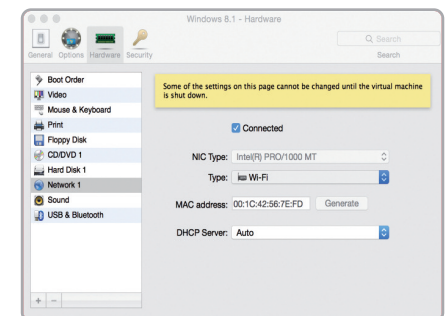 Windows 8.1 - Hardware
General Options Hardware Security
Search
Search
Boot Order
Video
Mouse & Keyboard
Print
Floppy Disk
CD/DVD 1
Hard Disk 1
Network 1
Sound
USB & Bluetooth
Some of the settings on this page cannot be changed until the virtual machine
is shut down.
Connected
NIC Type: Intel(R) PRO/1000 MT
Type: Wi-Fi
MAC address: 00:1C:42:56:7E:FD Generate
DHCP Server: Auto